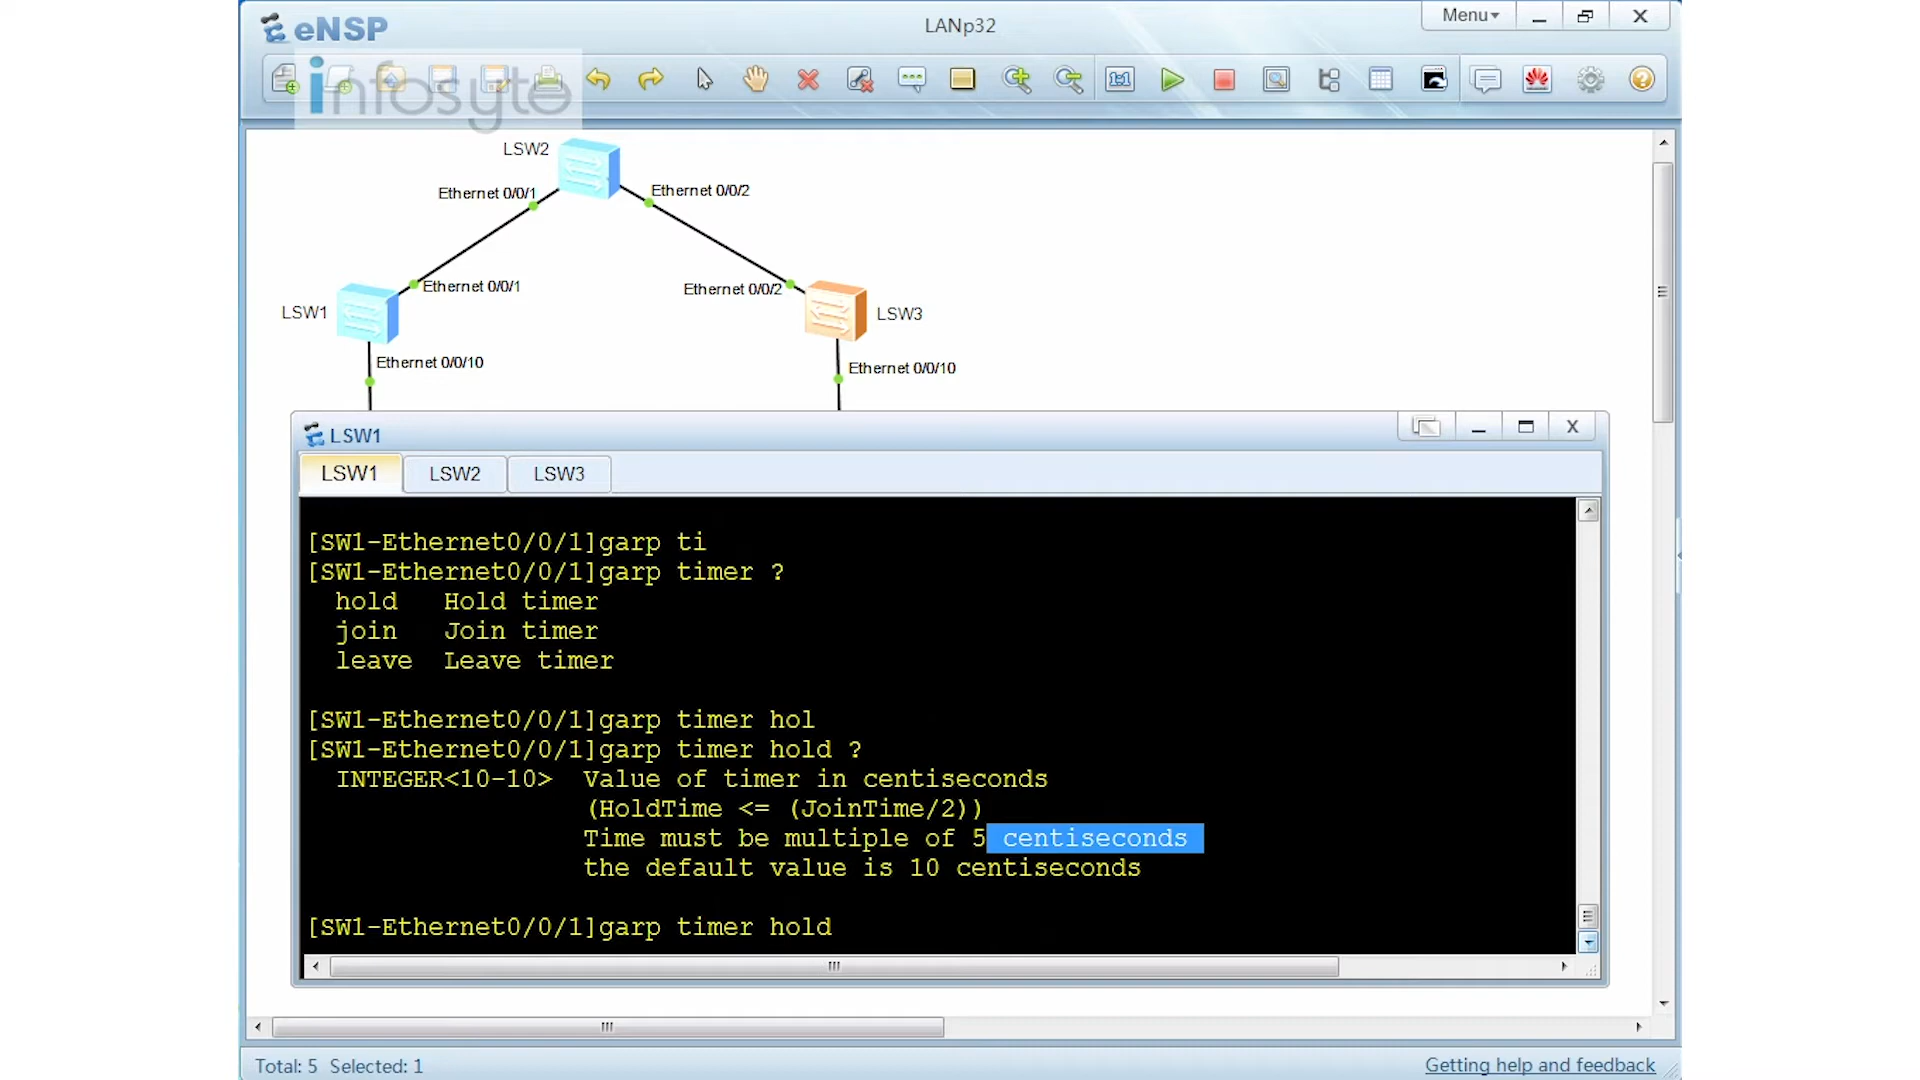 eNSP
LANp32
Menu
infosyte
LSW2
Ethernet 0/0/1
Ethernet 0/0/2
Ethernet 0/0/1
Ethernet 0/0/2
LSW1
LSW3
Ethernet 0/0/10
Ethernet 0/0/10
LSW1
LSW1 LSW2 LSW3
[SW1-Ethernet0/0/1]garp ti
[SW1-Ethernet0/0/1]garp timer ?
hold Hold timer
join Join timer
leave Leave timer
[SW1-Ethernet0/0/1]garp timer hol
[SW1-Ethernet0/0/1]garp timer hold ?
INTEGER<10-10> Value of timer in centiseconds
(HoldTime <= (JoinTime/2))
Time must be multiple of 5 centiseconds
the default value is 10 centiseconds
[SW1-Ethernet0/0/1]garp timer hold
Total: 5 Selected: 1
Getting help and feedback